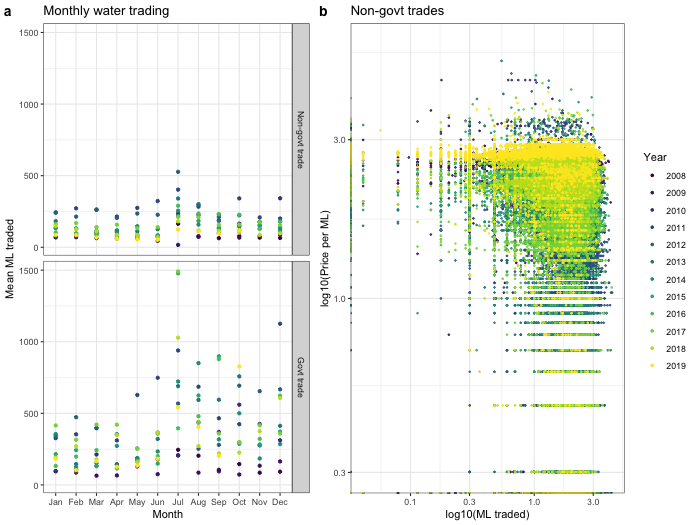 a
Monthly water trading
Mean ML traded
1500
1000
500
0
Non-govt trade
1500
1000
500
0
Govt trade
Jan Feb Mar Apr May Jun Jul Aug Sep Oct Nov Dec
Month
b
Non-govt trades
log10(Price per ML)
3.0
1.0
0.3
0.1 0.3 1.0 3.0
log10(ML traded)
Year
2008
2009
2010
2011
2012
2013
2014
2015
2016
2017
2018
2019